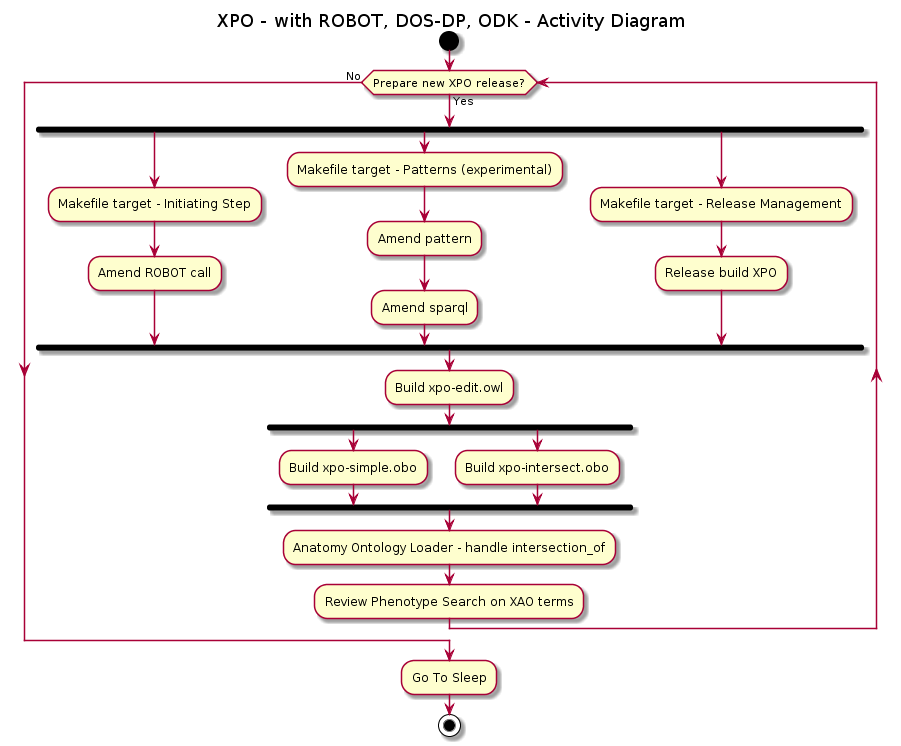 XPO - with ROBOT, DOS-DP, ODK - Activity Diagram
No
Prepare new XPO release?
Yes
Makefile target - Patterns (experimental)
Makefile target - Initiating Step
Makefile target - Release Management
Amend pattern
Amend ROBOT call
Release build XPO
Amend sparql
Build xpo-edit.owl
Build xpo-simple.obo
Build xpo-intersect.obo
Anatomy Ontology Loader - handle intersection_of
Review Phenotype Search on XAO terms
Go To Sleep